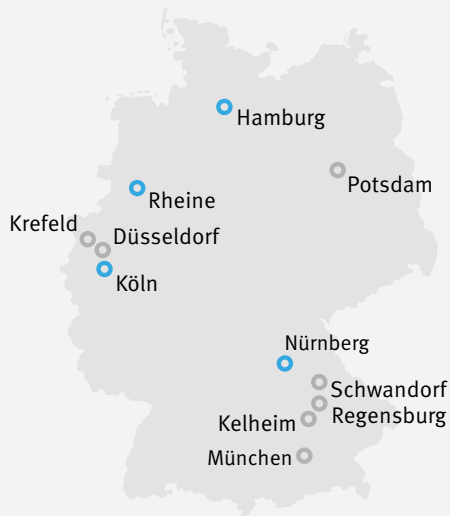 Hamburg
Potsdam
Rheine
Krefeld
Düsseldorf
Köln
Nürnberg
Schwandorf
Regensburg
Kelheim
München